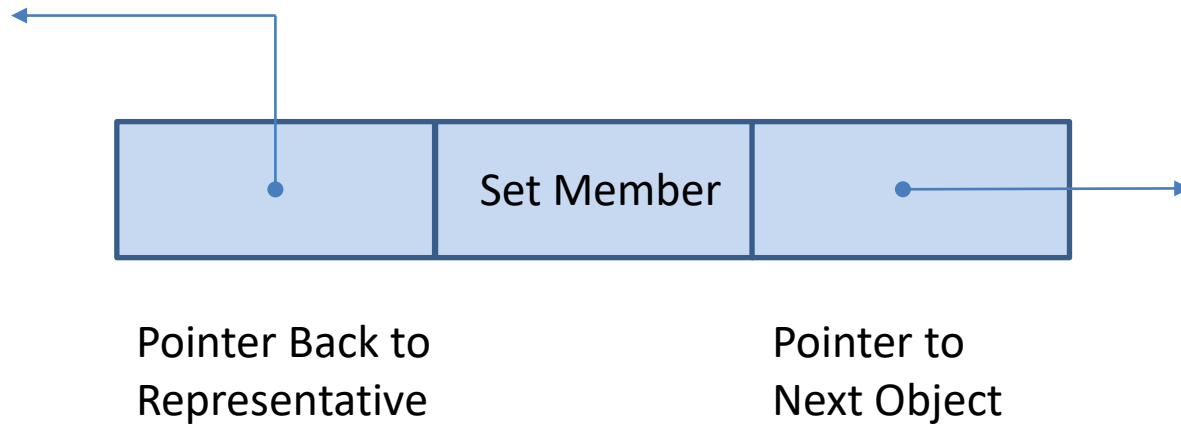 Set Member
Pointer Back to
Representative
Pointer to
Next Object